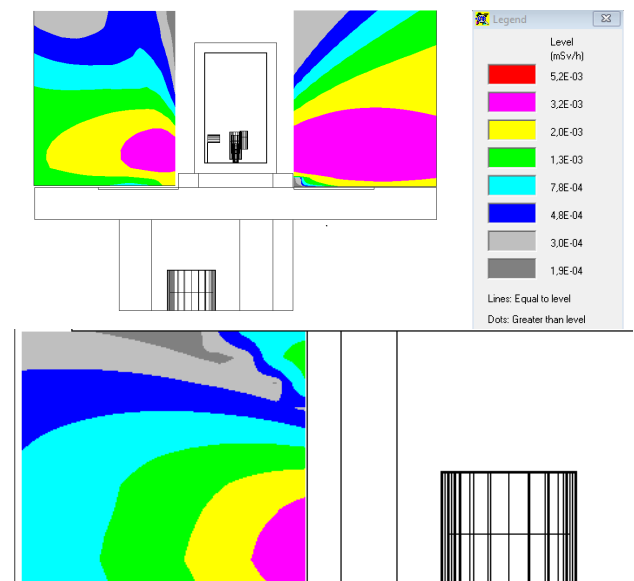 Legend
Level
(mSv/h)
5,2E-03
3,2E-03
2,0E-03
1,3E-03
7,8E-04
4,8E-04
3,0E-04
1,9E-04
Lines: Equal to level
Dots: Greater than level